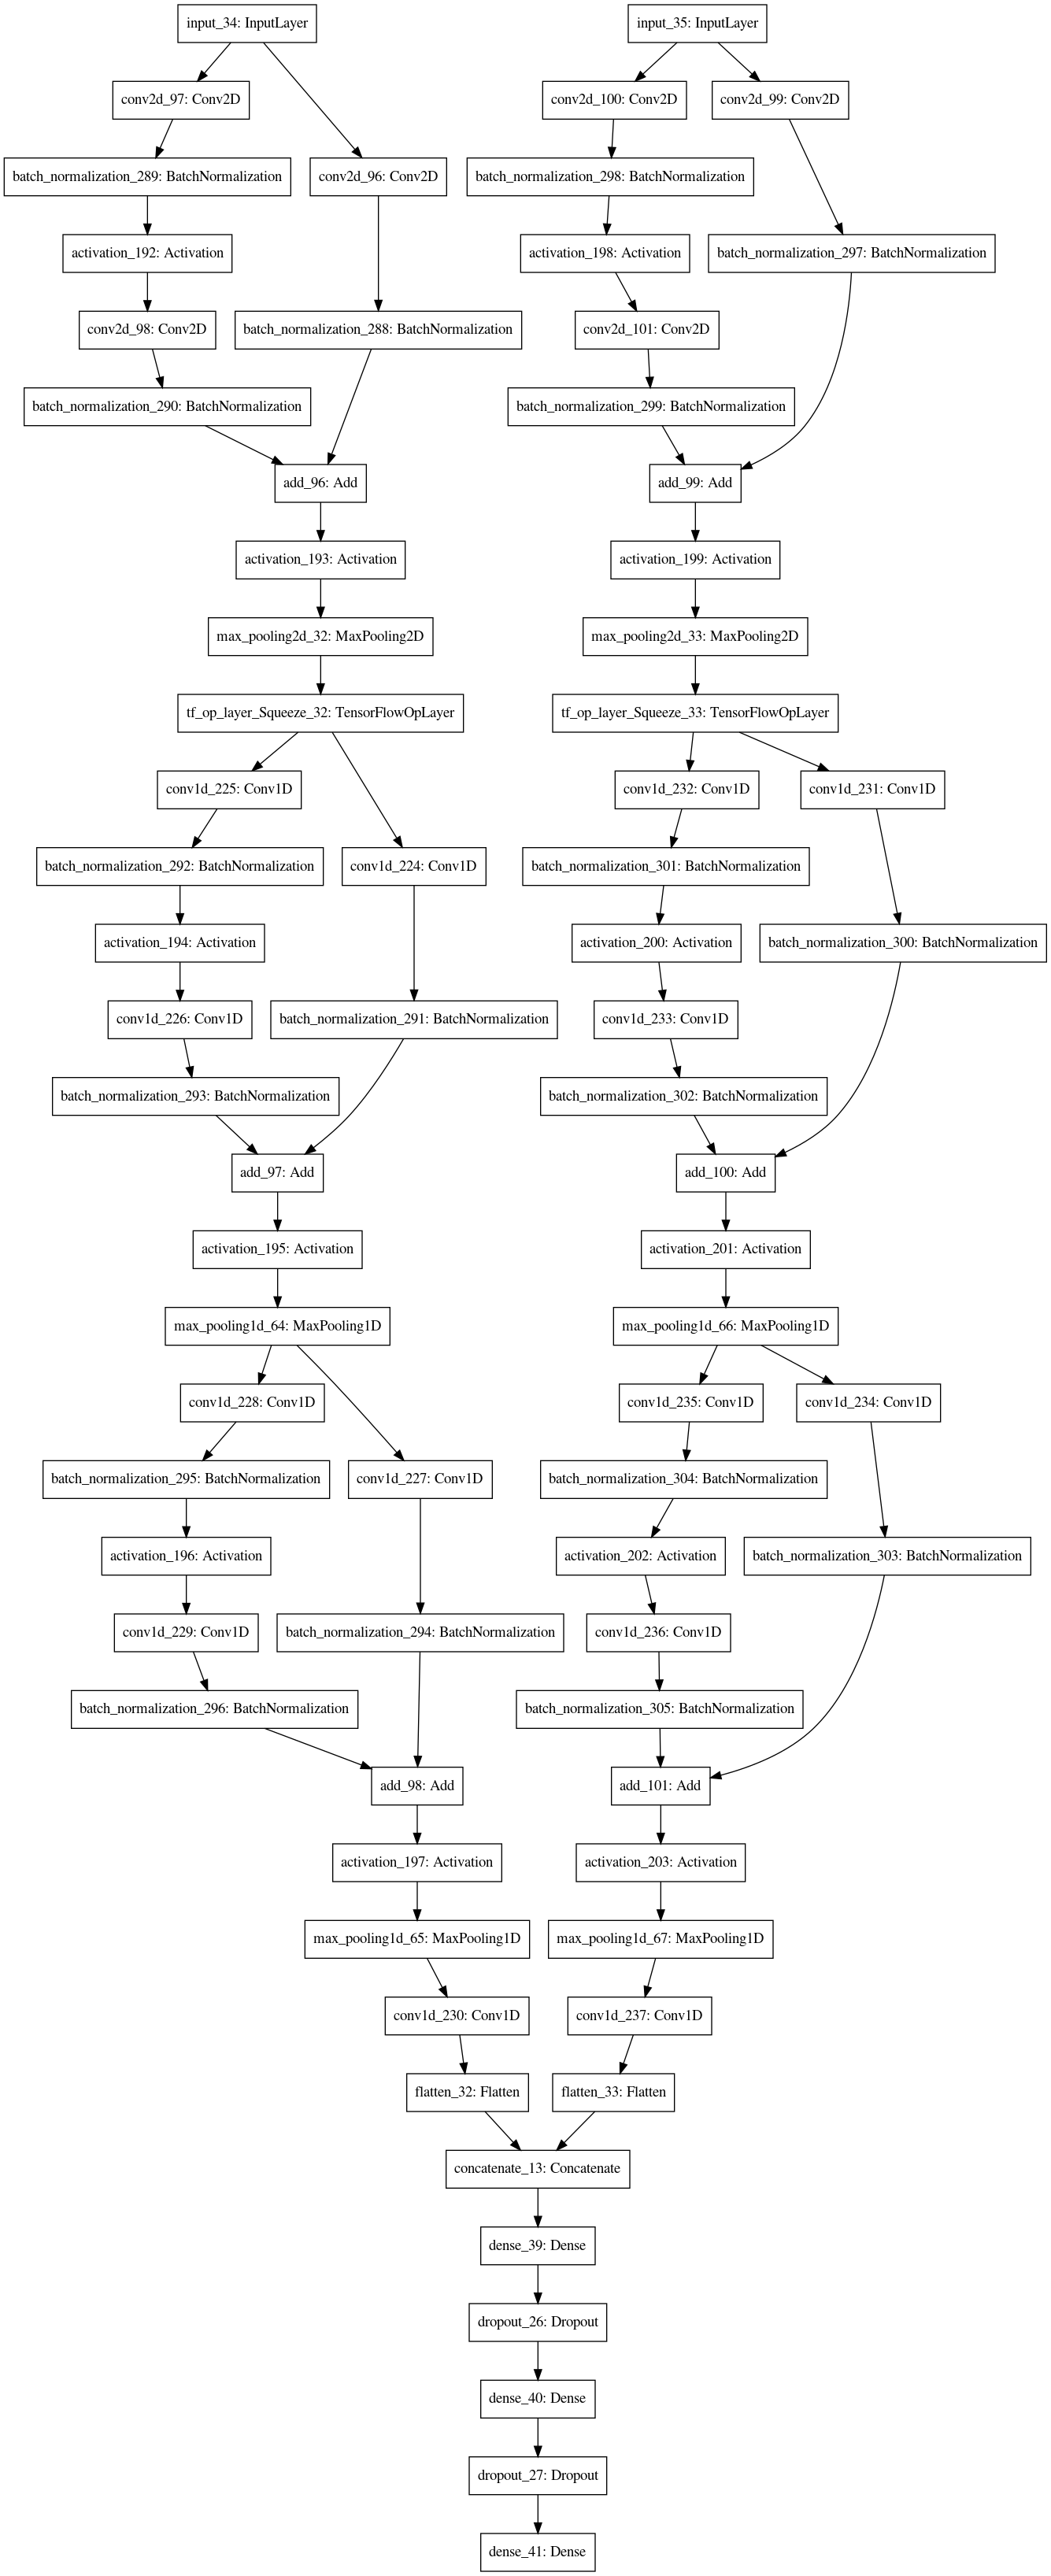 input_34: InputLayer
input_35: InputLayer
conv2d_97: Conv2D
conv2d_100: Conv2D
conv2d_99: Conv2D
batch_normalization_289: BatchNormalization
conv2d_96: Conv2D
batch_normalization_298: BatchNormalization
activation_192: Activation
activation_198: Activation
batch_normalization_297: BatchNormalization
conv2d_98: Conv2D
batch_normalization_288: BatchNormalization
conv2d_101: Conv2D
batch_normalization_290: BatchNormalization
batch_normalization_299: BatchNormalization
add_96: Add
add_99: Add
activation_193: Activation
activation_199: Activation
max_pooling2d_32: MaxPooling2D
max_pooling2d_33: MaxPooling2D
tf_op_layer_Squeeze_32: TensorFlowOpLayer
tf_op_layer_Squeeze_33: TensorFlowOpLayer
conv1d_225: Conv1D
conv1d_232: Conv1D
conv1d_231: Conv1D
batch_normalization_292: BatchNormalization
conv1d_224: Conv1D
batch_normalization_301: BatchNormalization
activation_194: Activation
activation_200: Activation
batch_normalization_300: BatchNormalization
conv1d_226: Conv1D
batch_normalization_291: BatchNormalization
conv1d_233: Conv1D
batch_normalization_293: BatchNormalization
batch_normalization_302: BatchNormalization
add_97: Add
add_100: Add
activation_195: Activation
activation_201: Activation
max_pooling1d_64: MaxPooling1D
max_pooling1d_66: MaxPooling1D
conv1d_228: Conv1D
conv1d_235: Conv1D
conv1d_234: Conv1D
batch_normalization_295: BatchNormalization
conv1d_227: Conv1D
batch_normalization_304: BatchNormalization
activation_196: Activation
activation_202: Activation
batch_normalization_303: BatchNormalization
conv1d_229: Conv1D
batch_normalization_294: BatchNormalization
conv1d_236: Conv1D
batch_normalization_296: BatchNormalization
batch_normalization_305: BatchNormalization
add_98: Add
add_101: Add
activation_197: Activation
activation_203: Activation
max_pooling1d_65: MaxPooling1D
max_pooling1d_67: MaxPooling1D
conv1d_230: Conv1D
conv1d_237: Conv1D
flatten_32: Flatten
flatten_33: Flatten
concatenate_13: Concatenate
dense_39: Dense
dropout_26: Dropout
dense_40: Dense
dropout_27: Dropout
dense_41: Dense